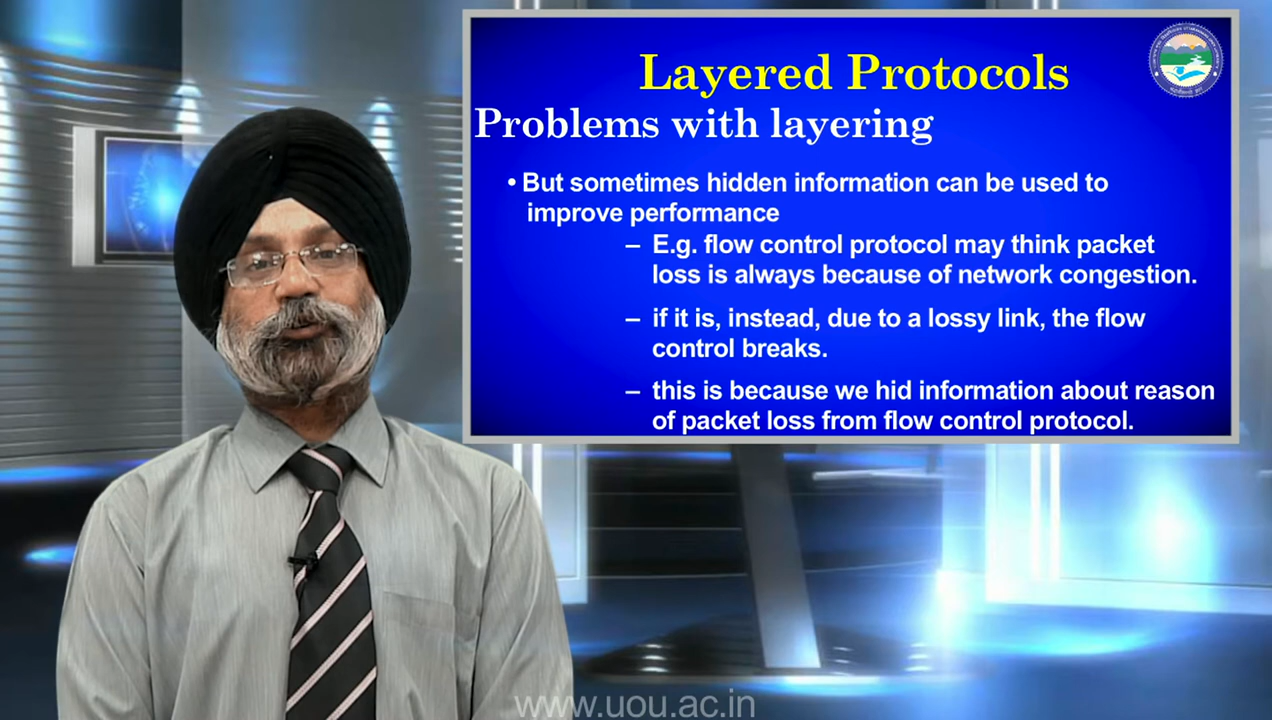 Layered Protocols
Problems with layering
• But sometimes hidden information can be used to
improve performance
– E.g. flow control protocol may think packet
loss is always because of network congestion.
– if it is, instead, due to a lossy link, the flow
control breaks.
– this is because we hid information about reason
of packet loss from flow control protocol.
www.uou.ac.in